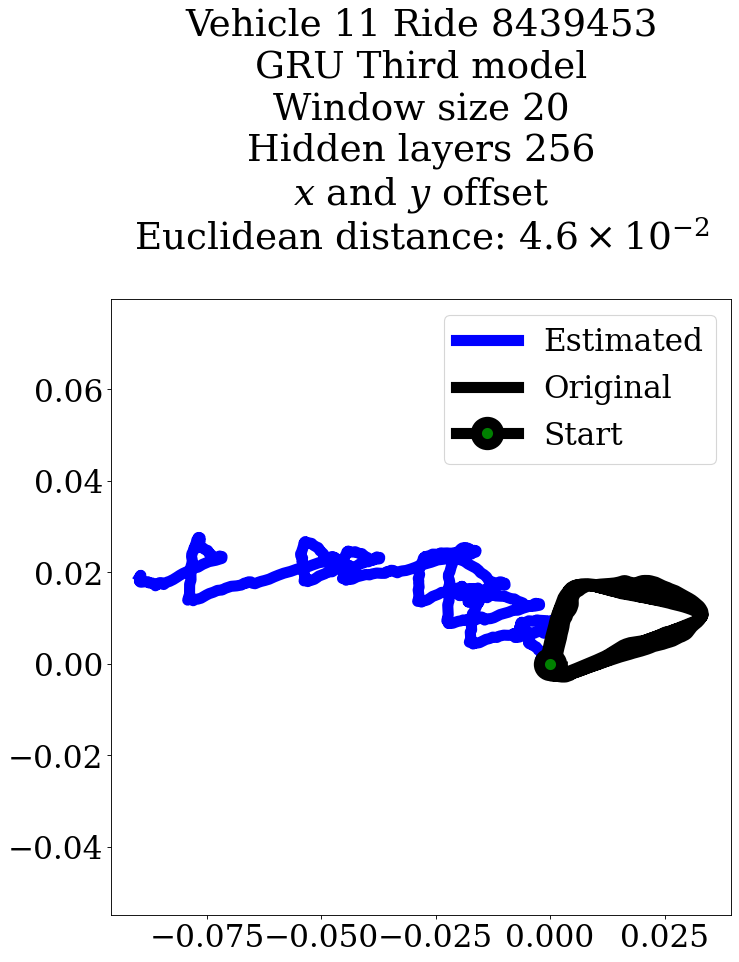 Vehicle 11 Ride 8439453
GRU Third model
Window size 20
Hidden layers 256
x and y offset
Euclidean distance: 4.6 × 10⁻²
Estimated
Original
Start
0.06
0.04
0.02
0.00
−0.02
−0.04
−0.075 −0.050 −0.025 0.000 0.025